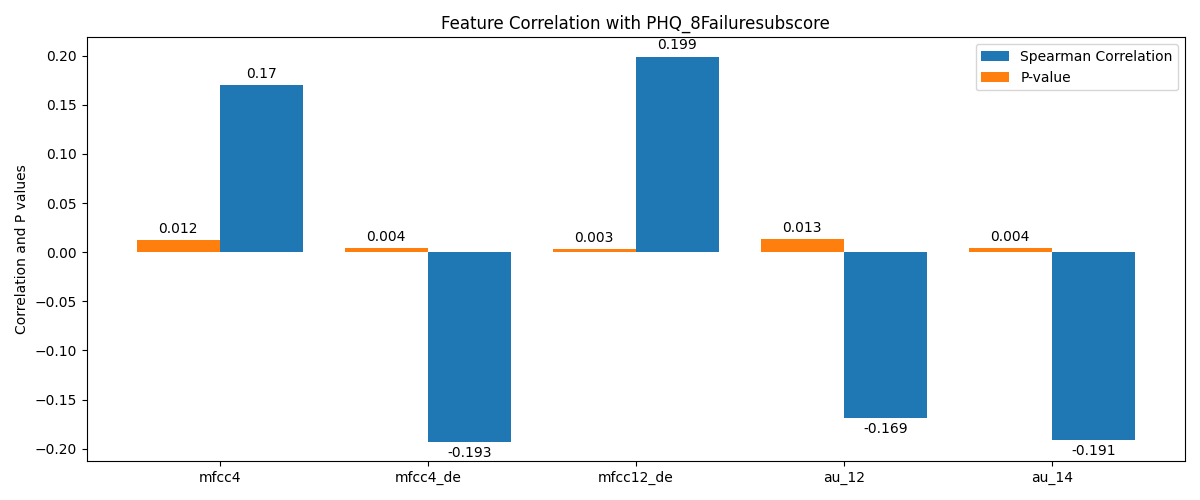 Feature Correlation with PHQ_8Failuresubscore
Correlation and P values
0.20
0.15
0.10
0.05
0.00
−0.05
−0.10
−0.15
−0.20
Spearman Correlation
P-value
0.012
0.17
0.004
-0.193
0.003
0.199
0.013
-0.169
0.004
-0.191
mfcc4
mfcc4_de
mfcc12_de
au_12
au_14